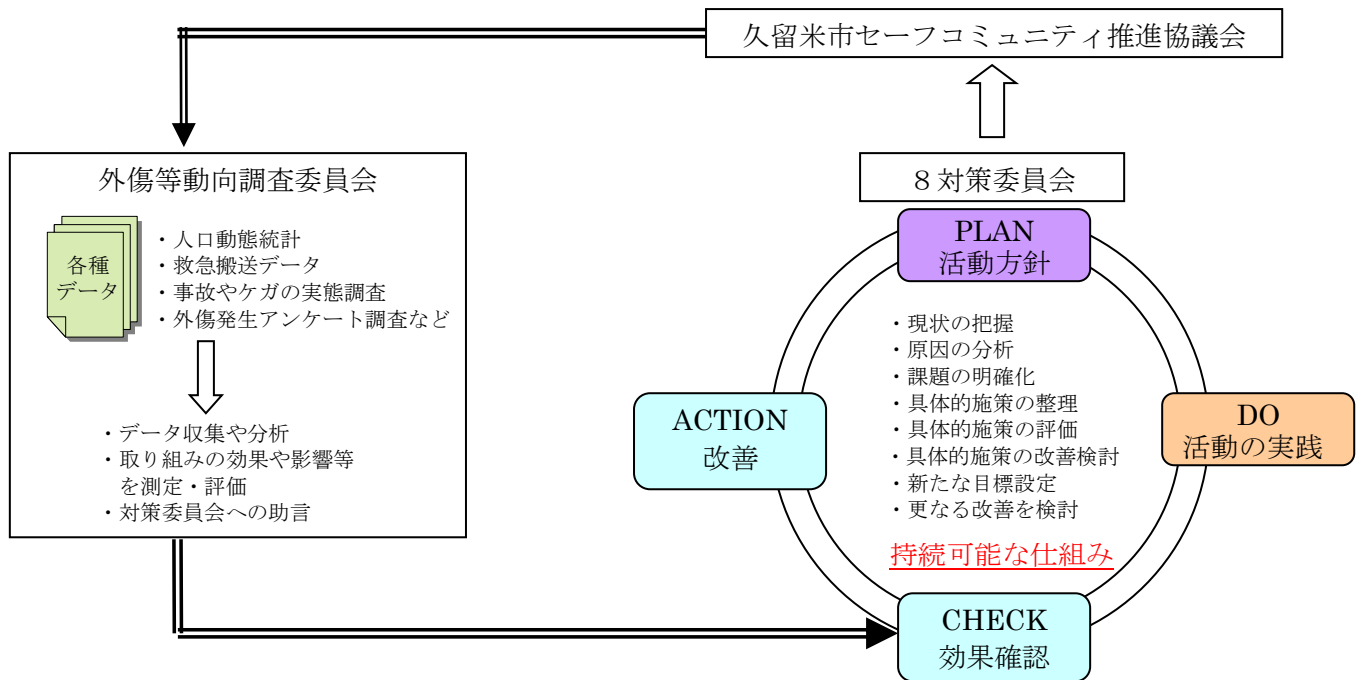 久留米市セーフコミュニティ推進協議会
外傷等動向調査委員会
各種
データ
・人口動態統計
・救急搬送データ
・事故やケガの実態調査
・外傷発生アンケート調査など
・データ収集や分析
・取り組みの効果や影響等
を測定・評価
・対策委員会への助言
８対策委員会
PLAN
活動方針
・現状の把握
・原因の分析
・課題の明確化
・具体的施策の整理
・具体的施策の評価
・具体的施策の改善検討
・新たな目標設定
・更なる改善を検討
持続可能な仕組み
DO
活動の実践
CHECK
効果確認
ACTION
改善